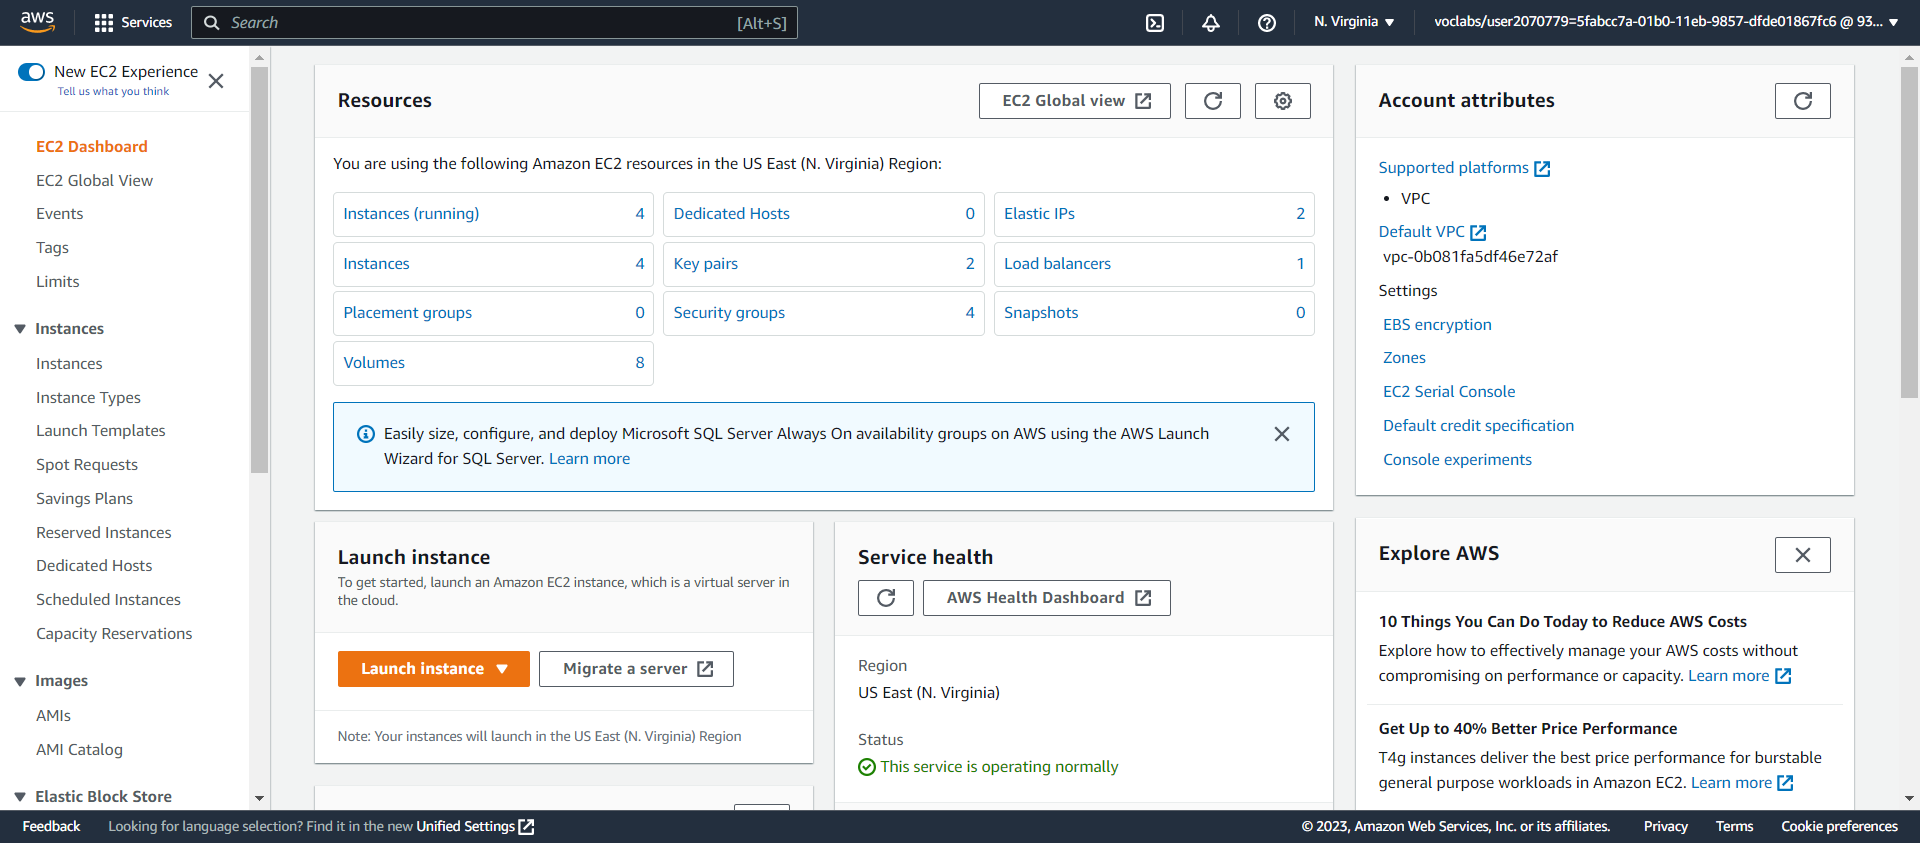 aws
Services
Search
[Alt+S]
N. Virginia
voclabs/user2070779=5fabcc7a-01b0-11eb-9857-dfde01867fc6 @ 93...
New EC2 Experience
Tell us what you think
EC2 Dashboard
EC2 Global View
Events
Tags
Limits
Instances
Instances
Instance Types
Launch Templates
Spot Requests
Savings Plans
Reserved Instances
Dedicated Hosts
Scheduled Instances
Capacity Reservations
Images
AMIs
AMI Catalog
Elastic Block Store
Resources
EC2 Global view
You are using the following Amazon EC2 resources in the US East (N. Virginia) Region:
Instances (running) 4
Dedicated Hosts 0
Elastic IPs 2
Instances 4
Key pairs 2
Load balancers 1
Placement groups 0
Security groups 4
Snapshots 0
Volumes 8
Easily size, configure, and deploy Microsoft SQL Server Always On availability groups on AWS using the AWS Launch
Wizard for SQL Server. Learn more
Launch instance
To get started, launch an Amazon EC2 instance, which is a virtual server in
the cloud.
Launch instance
Migrate a server
Note: Your instances will launch in the US East (N. Virginia) Region
Service health
AWS Health Dashboard
Region
US East (N. Virginia)
Status
This service is operating normally
Account attributes
Supported platforms
• VPC
Default VPC
vpc-0b081fa5df46e72af
Settings
EBS encryption
Zones
EC2 Serial Console
Default credit specification
Console experiments
Explore AWS
10 Things You Can Do Today to Reduce AWS Costs
Explore how to effectively manage your AWS costs without
compromising on performance or capacity. Learn more
Get Up to 40% Better Price Performance
T4g instances deliver the best price performance for burstable
general purpose workloads in Amazon EC2. Learn more
Feedback
Looking for language selection? Find it in the new Unified Settings
© 2023, Amazon Web Services, Inc. or its affiliates.
Privacy
Terms
Cookie preferences